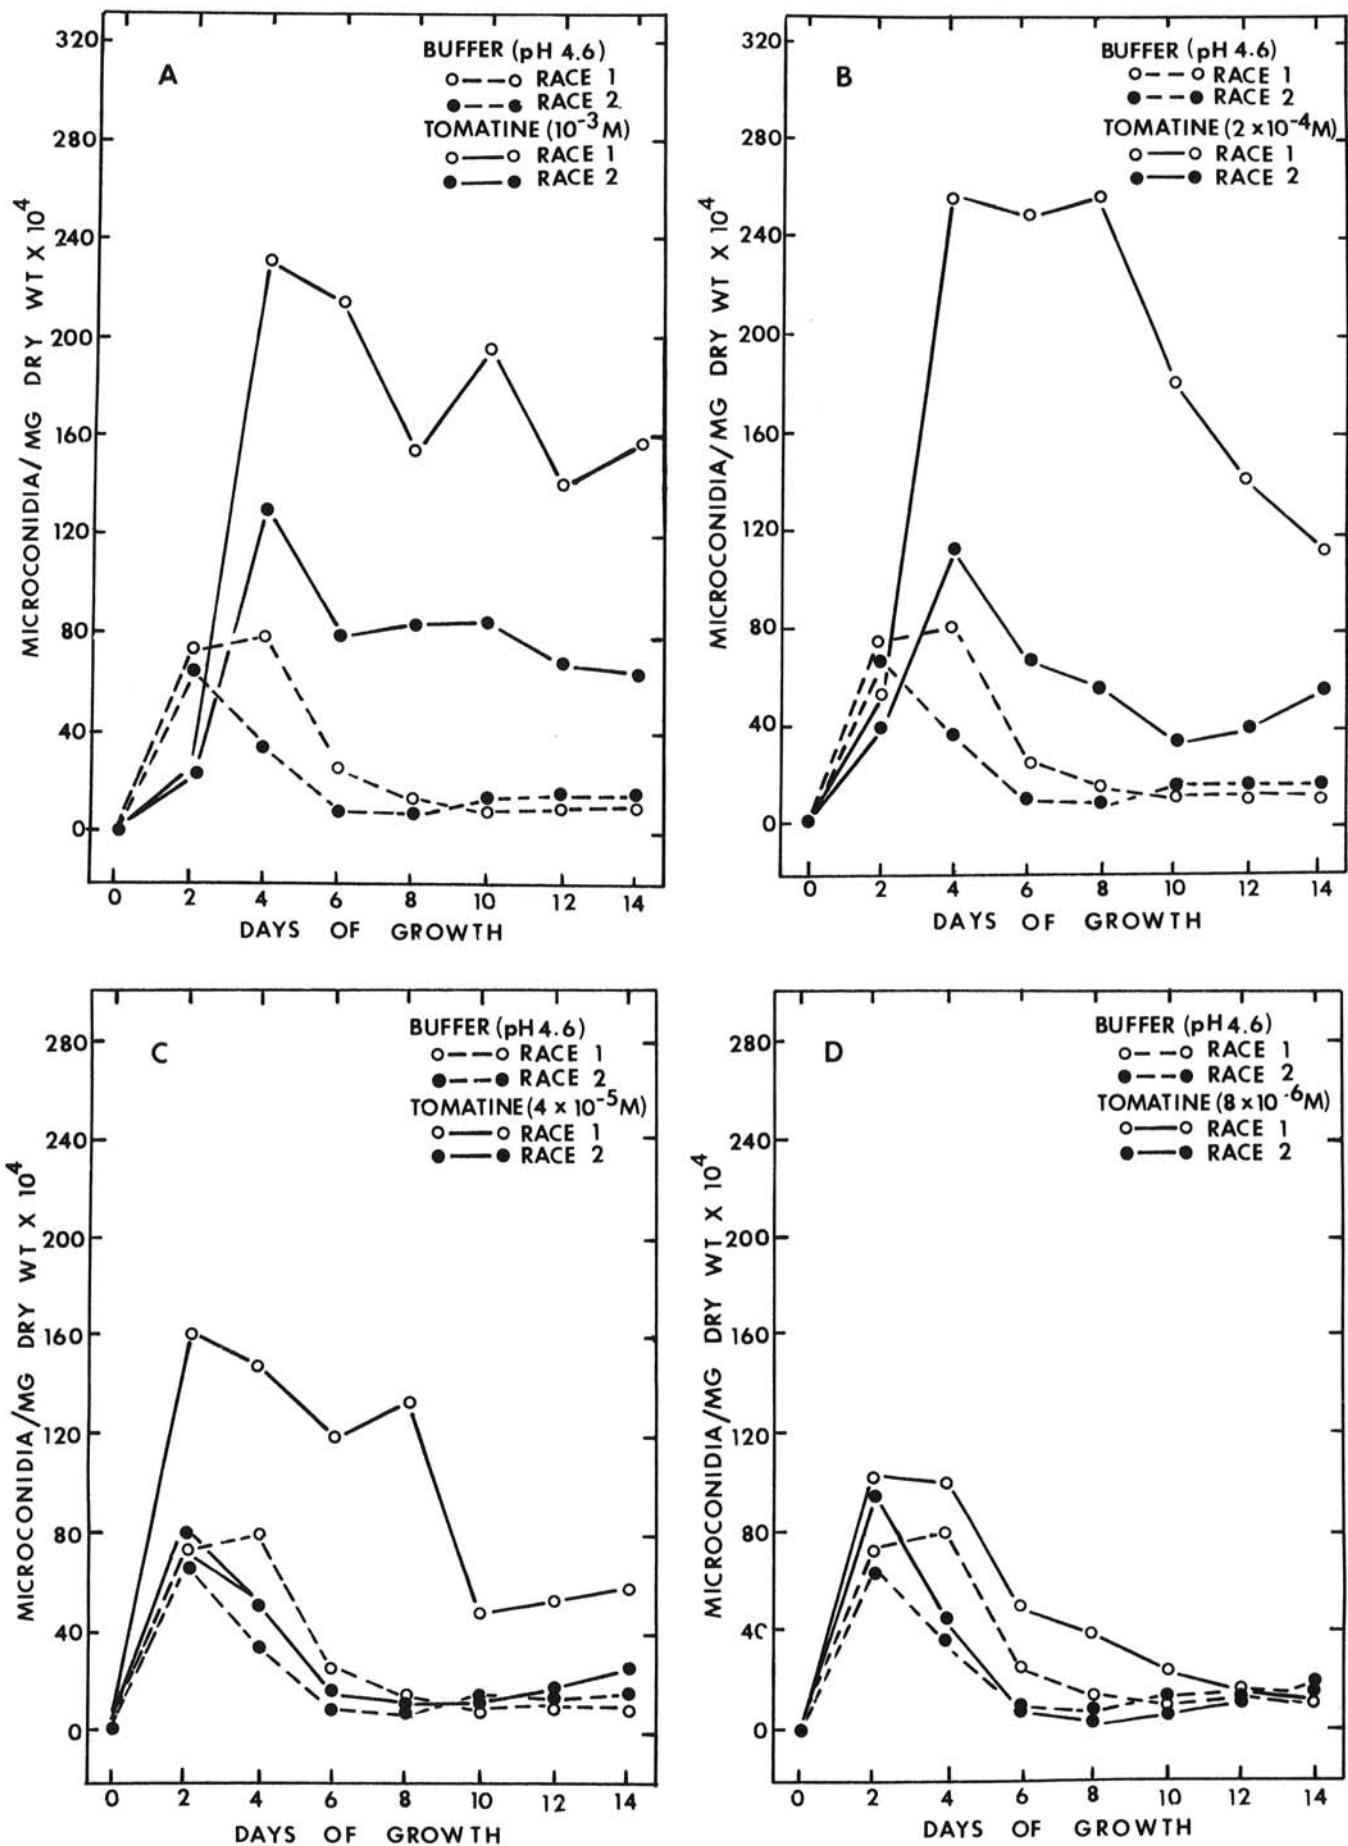 A
BUFFER (pH 4.6)
RACE 1
RACE 2
TOMATINE (10⁻³M)
RACE 1
RACE 2
320
280
240
200
160
120
80
40
0
MICROCONIDIA/MG DRY WT X 10⁴
0 2 4 6 8 10 12 14
DAYS OF GROWTH
B
BUFFER (pH 4.6)
RACE 1
RACE 2
TOMATINE (2 x 10⁻⁴M)
RACE 1
RACE 2
320
280
240
200
160
120
80
40
0
MICROCONIDIA/MG DRY WT X 10⁴
0 2 4 6 8 10 12 14
DAYS OF GROWTH
C
BUFFER (pH 4.6)
RACE 1
RACE 2
TOMATINE (4 x 10⁻⁵M)
RACE 1
RACE 2
280
240
200
160
120
80
40
0
MICROCONIDIA/MG DRY WT X 10⁴
0 2 4 6 8 10 12 14
DAYS OF GROWTH
D
BUFFER (pH 4.6)
RACE 1
RACE 2
TOMATINE (8 x 10⁻⁶M)
RACE 1
RACE 2
280
240
200
160
120
80
40
0
MICROCONIDIA/MG DRY WT X 10⁴
0 2 4 6 8 10 12 14
DAYS OF GROWTH